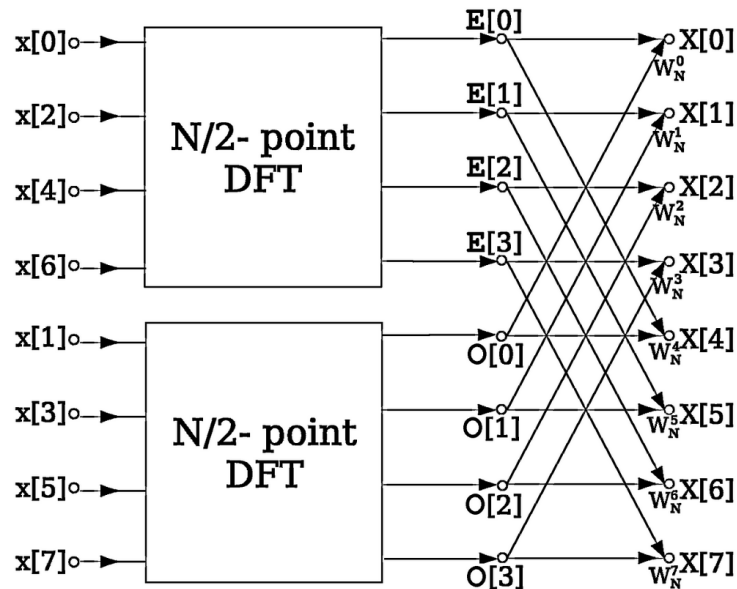 x[0] E[0] X[0]
W_N^0
x[2] E[1] X[1]
W_N^1
N/2- point
DFT
x[4] E[2] X[2]
W_N^2
x[6] E[3] X[3]
W_N^3
x[1] O[0] X[4]
W_N^4
x[3] O[1] X[5]
W_N^5
N/2- point
DFT
x[5] O[2] X[6]
W_N^6
x[7] O[3] X[7]
W_N^7